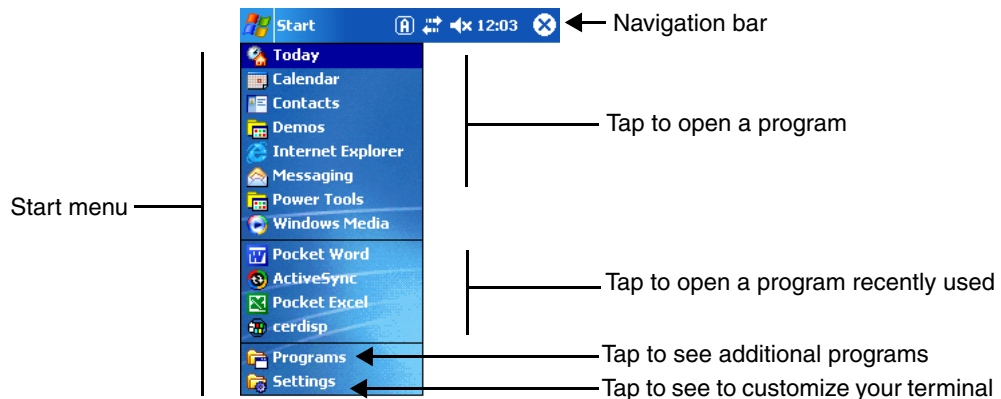 Start A 12:03
Navigation bar
Today
Calendar
Contacts
Demos
Internet Explorer
Messaging
Power Tools
Windows Media
Tap to open a program
Start menu
Pocket Word
ActiveSync
Pocket Excel
cerdisp
Tap to open a program recently used
Programs
Tap to see additional programs
Settings
Tap to see to customize your terminal